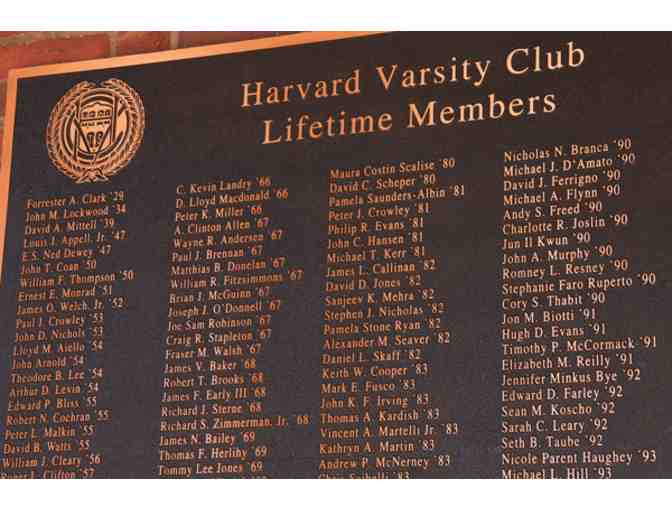 Harvard Varsity Club
Lifetime Members
Forrester A. Clark '29
John M. Lockwood '34
David A. Mittell '39
Louis J. Appell, Jr. '47
E.S. Ned Dewey '47
John T. Coan '50
William F. Thompson '50
Ernest E. Monrad '51
James O. Welch, Jr. '52
Paul J. Crowley '53
John D. Nichols '53
Lloyd M. Aiello '54
John Arnold '54
Theodore B. Lee '54
Arthur D. Levin '54
Edward P. Bliss '55
Robert N. Cochran '55
Peter L. Malkin '55
David B. Watts '55
William J. Cleary '56
Roger L. Clifton '57
C. Kevin Landry '66
D. Lloyd Macdonald '66
Peter K. Miller '66
A. Clinton Allen '67
Wayne R. Andersen '67
Paul J. Brennan '67
Matthias B. Donelan '67
William R. Fitzsimmons '67
Brian J. McGuinn '67
Joseph J. O'Donnell '67
Joe Sam Robinson '67
Craig R. Stapleton '67
Fraser M. Walsh '67
James V. Baker '68
Robert T. Brooks '68
James F. Early III '68
Richard J. Sterne '68
Richard S. Zimmerman, Jr. '68
James N. Bailey '69
Thomas F. Herlihy '69
Tommy Lee Jones '69
Maura Costin Scalise '80
David C. Scheper '80
Pamela Saunders-Albin '81
Peter J. Crowley '81
Philip R. Evans '81
John C. Hansen '81
Michael T. Kerr '81
James L. Callinan '82
David D. Jones '82
Sanjeev K. Mehra '82
Stephen J. Nicholas '82
Pamela Stone Ryan '82
Alexander M. Seaver '82
Daniel L. Skaff '82
Keith W. Cooper '83
Mark E. Fusco '83
John K. F. Irving '83
Thomas A. Kardish '83
Vincent A. Martelli Jr. '83
Kathryn A. Martin '83
Andrew P. McNerney '83
Nicholas N. Branca '90
Michael J. D'Amato '90
David J. Ferrigno '90
Michael A. Flynn '90
Andy S. Freed '90
Charlotte R. Joslin '90
Jun Il Kwun '90
John A. Murphy '90
Romney L. Resney '90
Stephanie Faro Ruperto '90
Cory S. Thabit '90
Jon M. Biotti '91
Hugh D. Evans '91
Timothy P. McCormack '91
Elizabeth M. Reilly '91
Jennifer Minkus Bye '92
Edward D. Farley '92
Sean M. Koscho '92
Sarah C. Leary '92
Seth B. Taube '92
Nicole Parent Haughey '93
Michael L. Hill '93